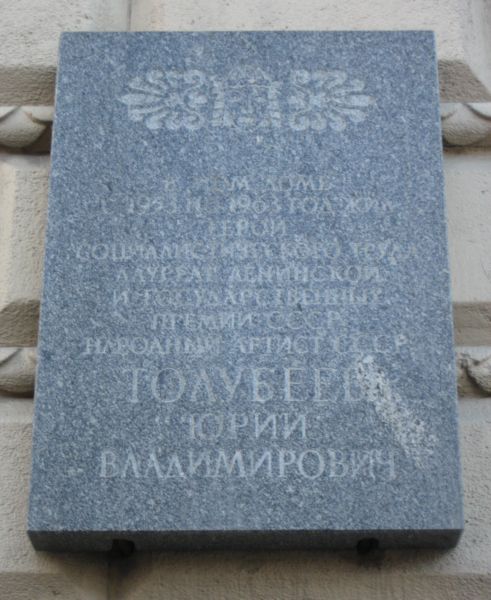 В ЭТОМ ДОМЕ
С 1953 ПО 1963 ГОД ЖИЛ
ГЕРОЙ
СОЦИАЛИСТИЧЕСКОГО ТРУДА
ЛАУРЕАТ ЛЕНИНСКОЙ
И ГОСУДАРСТВЕННЫХ
ПРЕМИЙ СССР
НАРОДНЫЙ АРТИСТ СССР
ТОЛУБЕЕВ
ЮРИЙ
ВЛАДИМИРОВИЧ